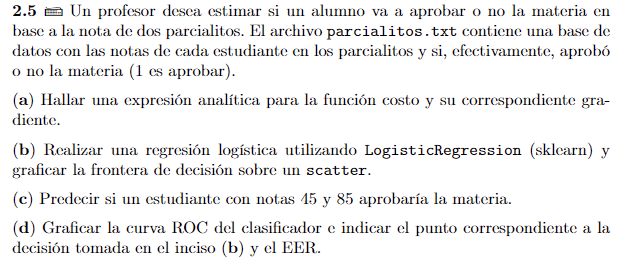 2.5 Un profesor desea estimar si un alumno va a aprobar o no la materia en
base a la nota de dos parcialitos. El archivo parcialitos.txt contiene una base de
datos con las notas de cada estudiante en los parcialitos y si, efectivamente, aprobó
o no la materia (1 es aprobar).
(a) Hallar una expresión analítica para la función costo y su correspondiente gra-
diente.
(b) Realizar una regresión logística utilizando LogisticRegression (sklearn) y
graficar la frontera de decisión sobre un scatter.
(c) Predecir si un estudiante con notas 45 y 85 aprobaría la materia.
(d) Graficar la curva ROC del clasificador e indicar el punto correspondiente a la
decisión tomada en el inciso (b) y el EER.